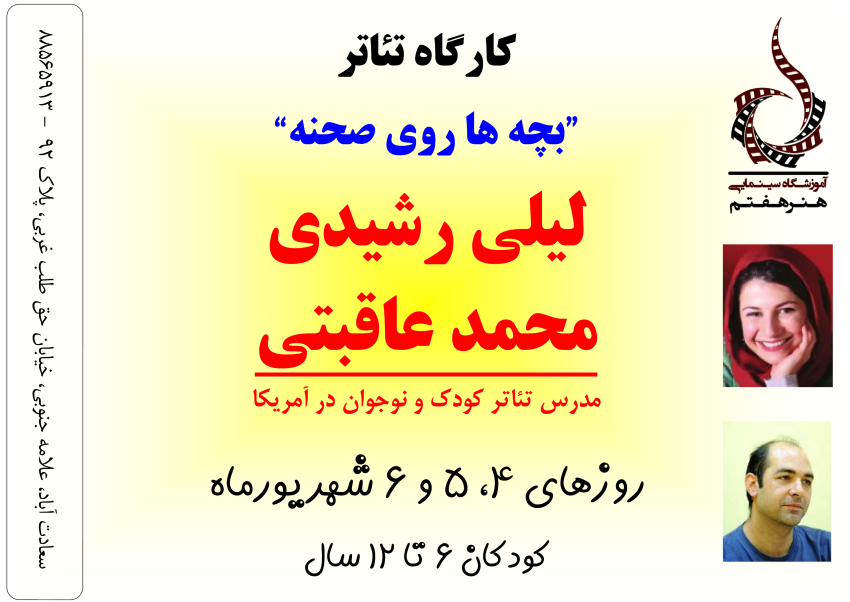 کارگاه تئاتر
”بچه ها روی صحنه“
لیلی رشیدی
محمد عاقبتی
مدرس تئاتر کودک و نوجوان در آمریکا
روزهای ۴، ۵ و ۶ شهریورماه
کودکان ۶ تا ۱۲ سال
آموزشگاه سینمایی
هنر هفتم
سعادت آباد، علامه جنوبی، خیابان حق طلب غربی، پلاک ۹۲ – ۸۸۵۶۵۹۱۳